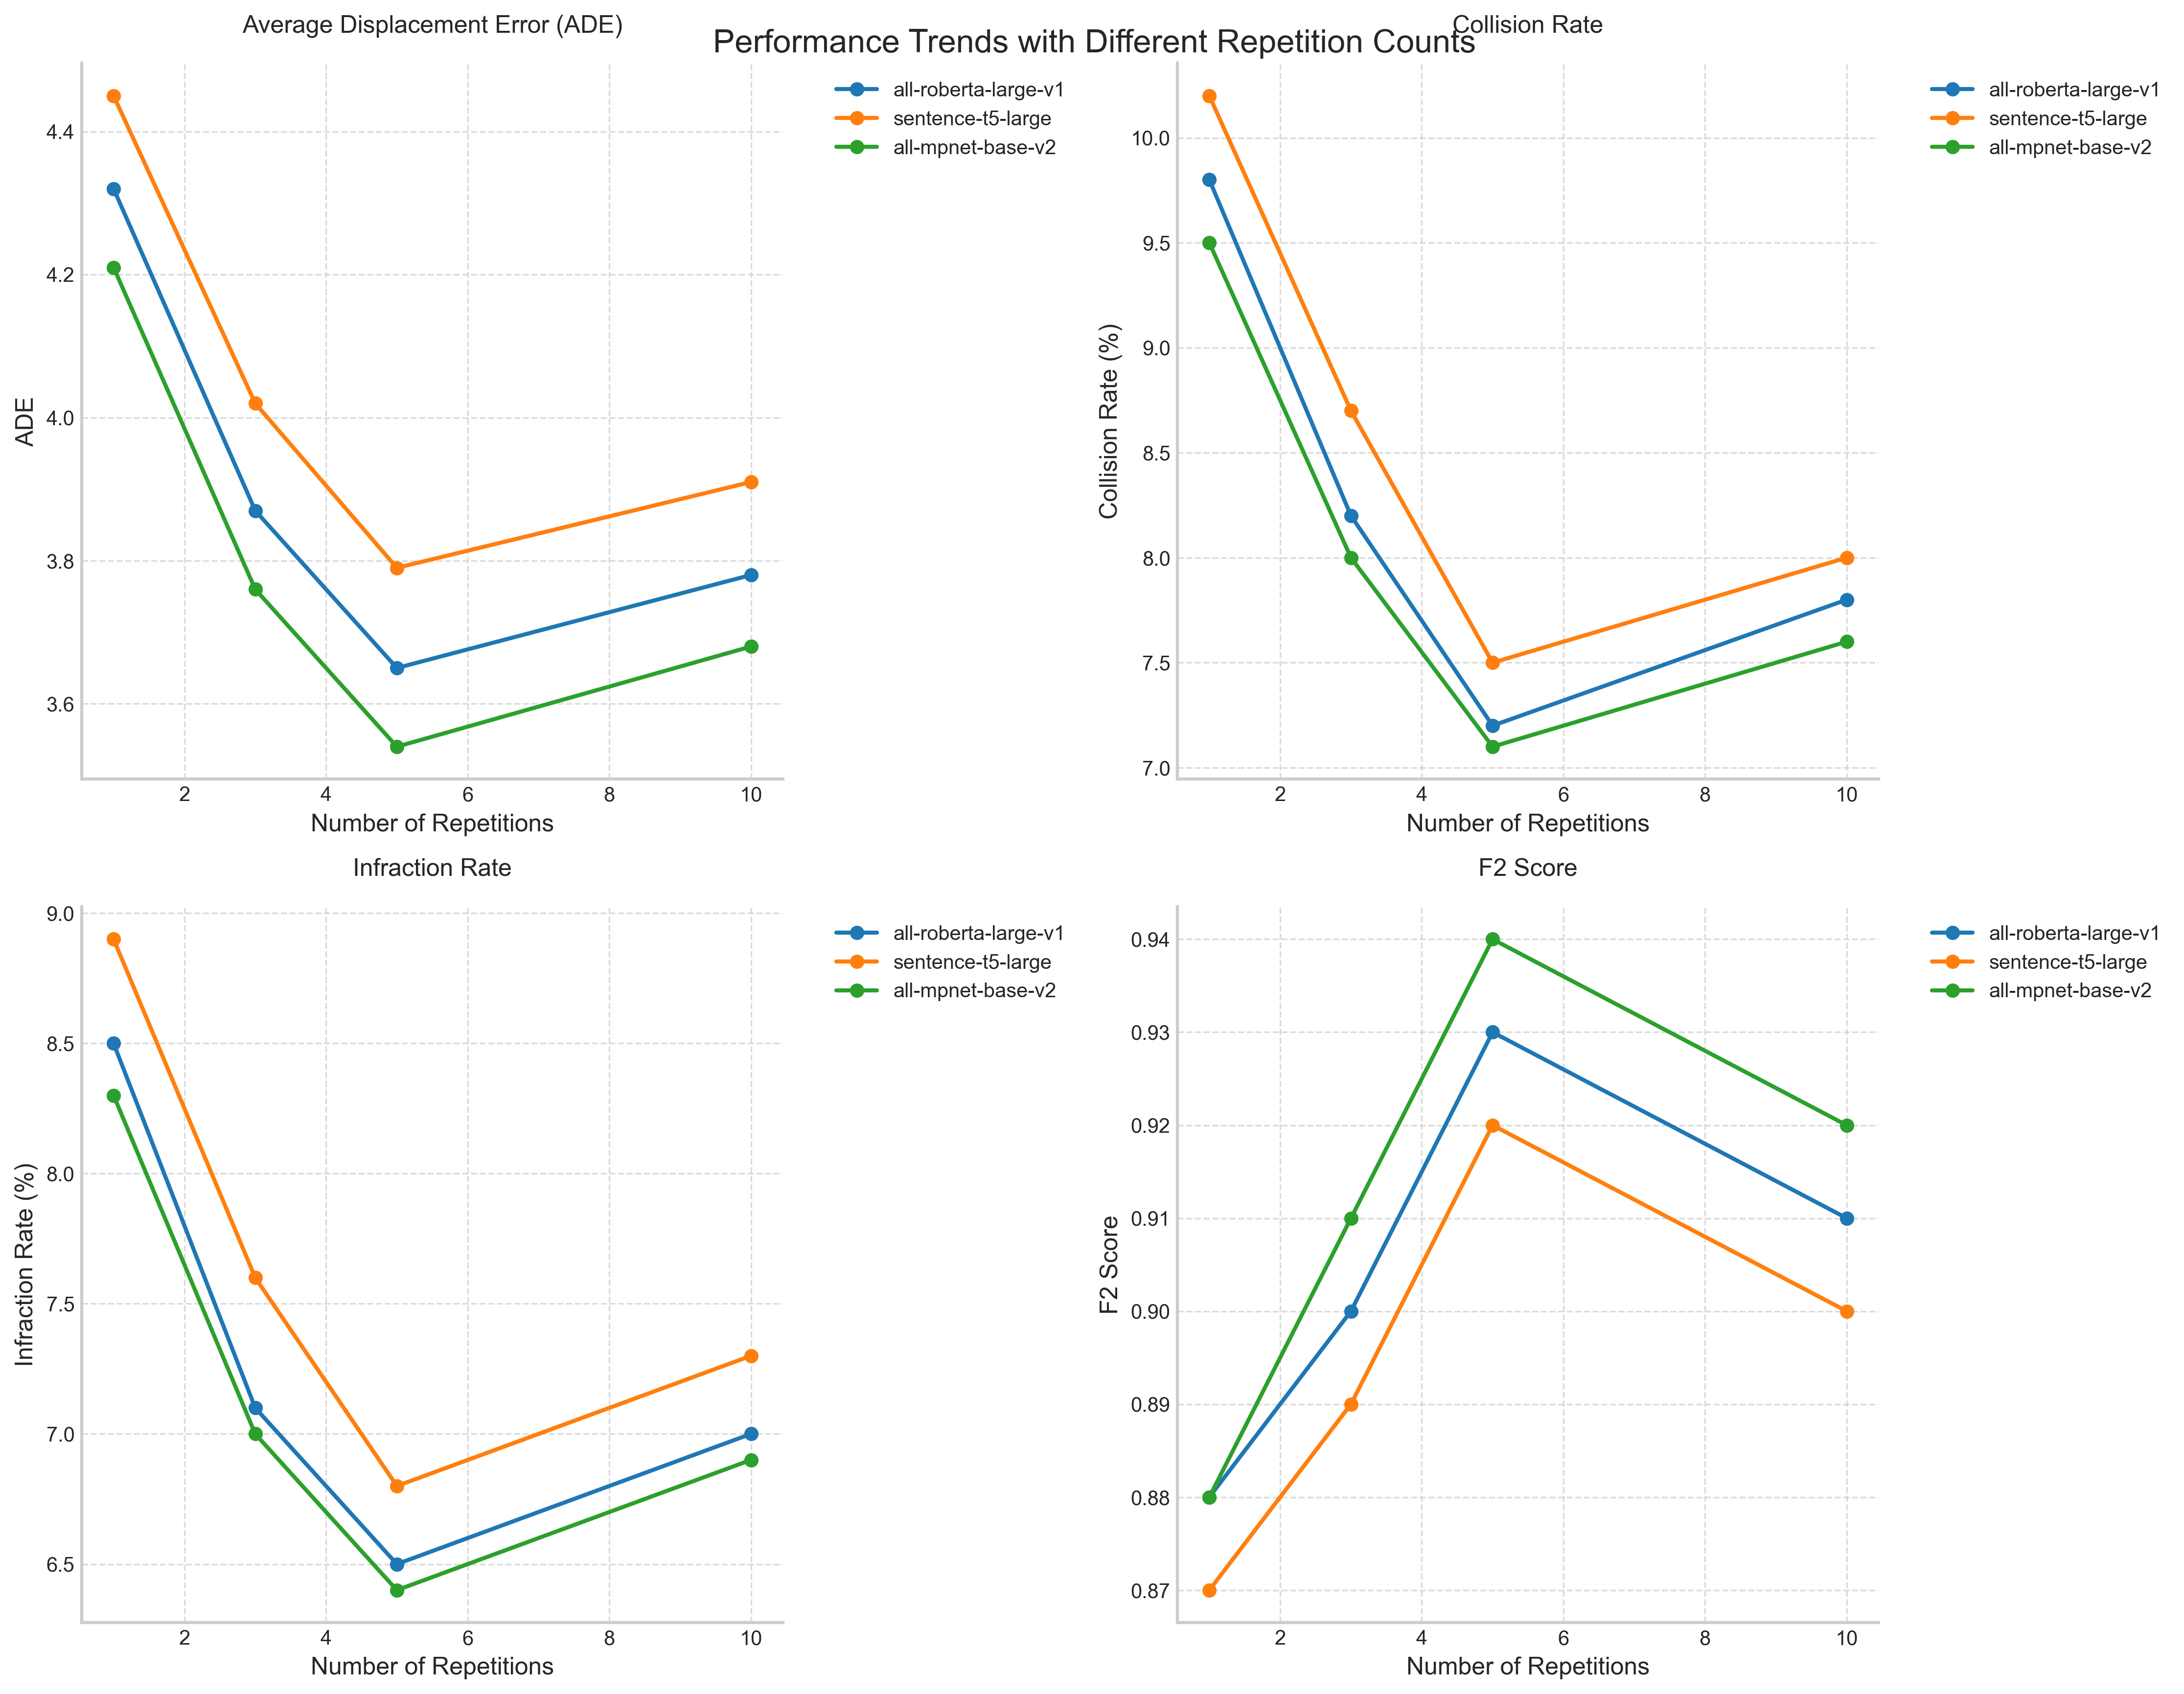 Performance Trends with Different Repetition Counts
Average Displacement Error (ADE)
ADE
4.4
4.2
4.0
3.8
3.6
2
4
6
8
10
Number of Repetitions
all-roberta-large-v1
sentence-t5-large
all-mpnet-base-v2
Collision Rate
Collision Rate (%)
10.0
9.5
9.0
8.5
8.0
7.5
7.0
2
4
6
8
10
Number of Repetitions
all-roberta-large-v1
sentence-t5-large
all-mpnet-base-v2
Infraction Rate
Infraction Rate (%)
9.0
8.5
8.0
7.5
7.0
6.5
2
4
6
8
10
Number of Repetitions
all-roberta-large-v1
sentence-t5-large
all-mpnet-base-v2
F2 Score
F2 Score
0.94
0.93
0.92
0.91
0.90
0.89
0.88
0.87
2
4
6
8
10
Number of Repetitions
all-roberta-large-v1
sentence-t5-large
all-mpnet-base-v2